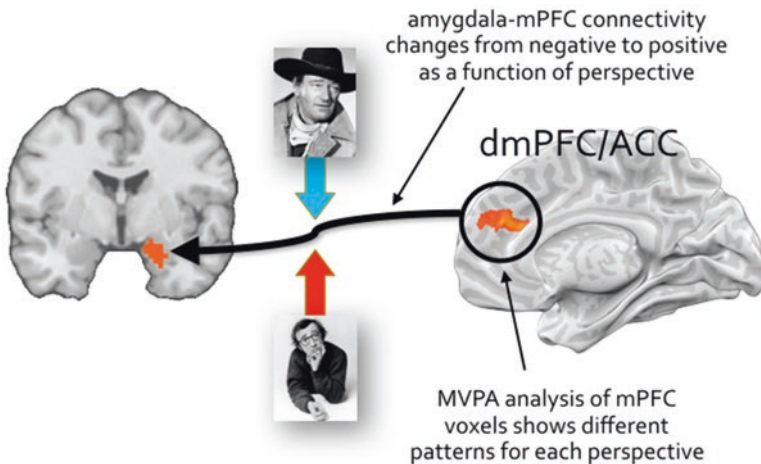 amygdala-mPFC connectivity
changes from negative to positive
as a function of perspective
dmPFC/ACC
MVPA analysis of mPFC
voxels shows different
patterns for each perspective